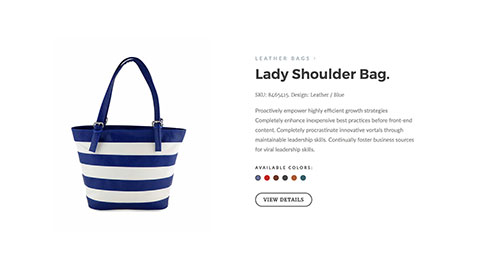 LEATHER BAGS -
Lady Shoulder Bag.
SKU: 8465415. Design: Leather / Blue
Proactively empower highly efficient growth strategies
Completely enhance inexpensive best practices before front-end
content. Completely procrastinate innovative vortals through
maintainable leadership skills. Continually foster business sources
for viral leadership skills.
AVAILABLE COLORS:
VIEW DETAILS